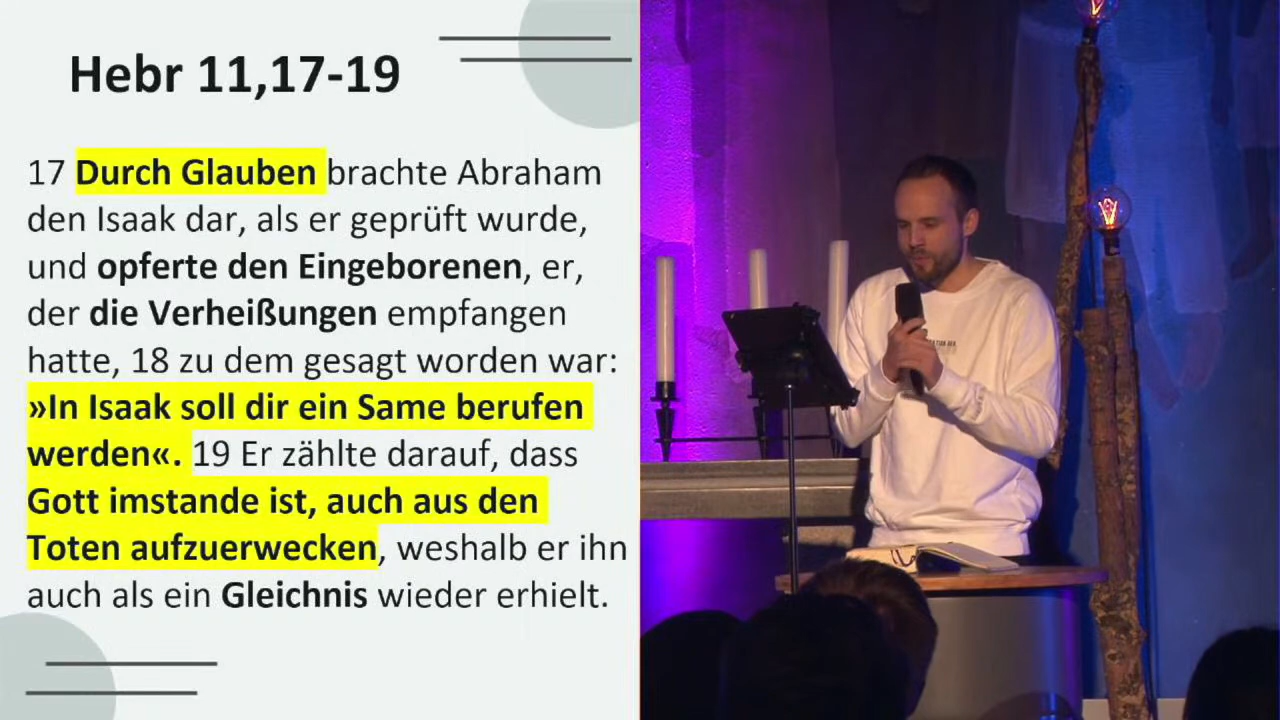 Hebr 11,17-19
17 Durch Glauben brachte Abraham
den Isaak dar, als er geprüft wurde,
und opferte den Eingeborenen, er,
der die Verheißungen empfangen
hatte, 18 zu dem gesagt worden war:
»In Isaak soll dir ein Same berufen
werden«. 19 Er zählte darauf, dass
Gott imstande ist, auch aus den
Toten aufzuerwecken, weshalb er ihn
auch als ein Gleichnis wieder erhielt.